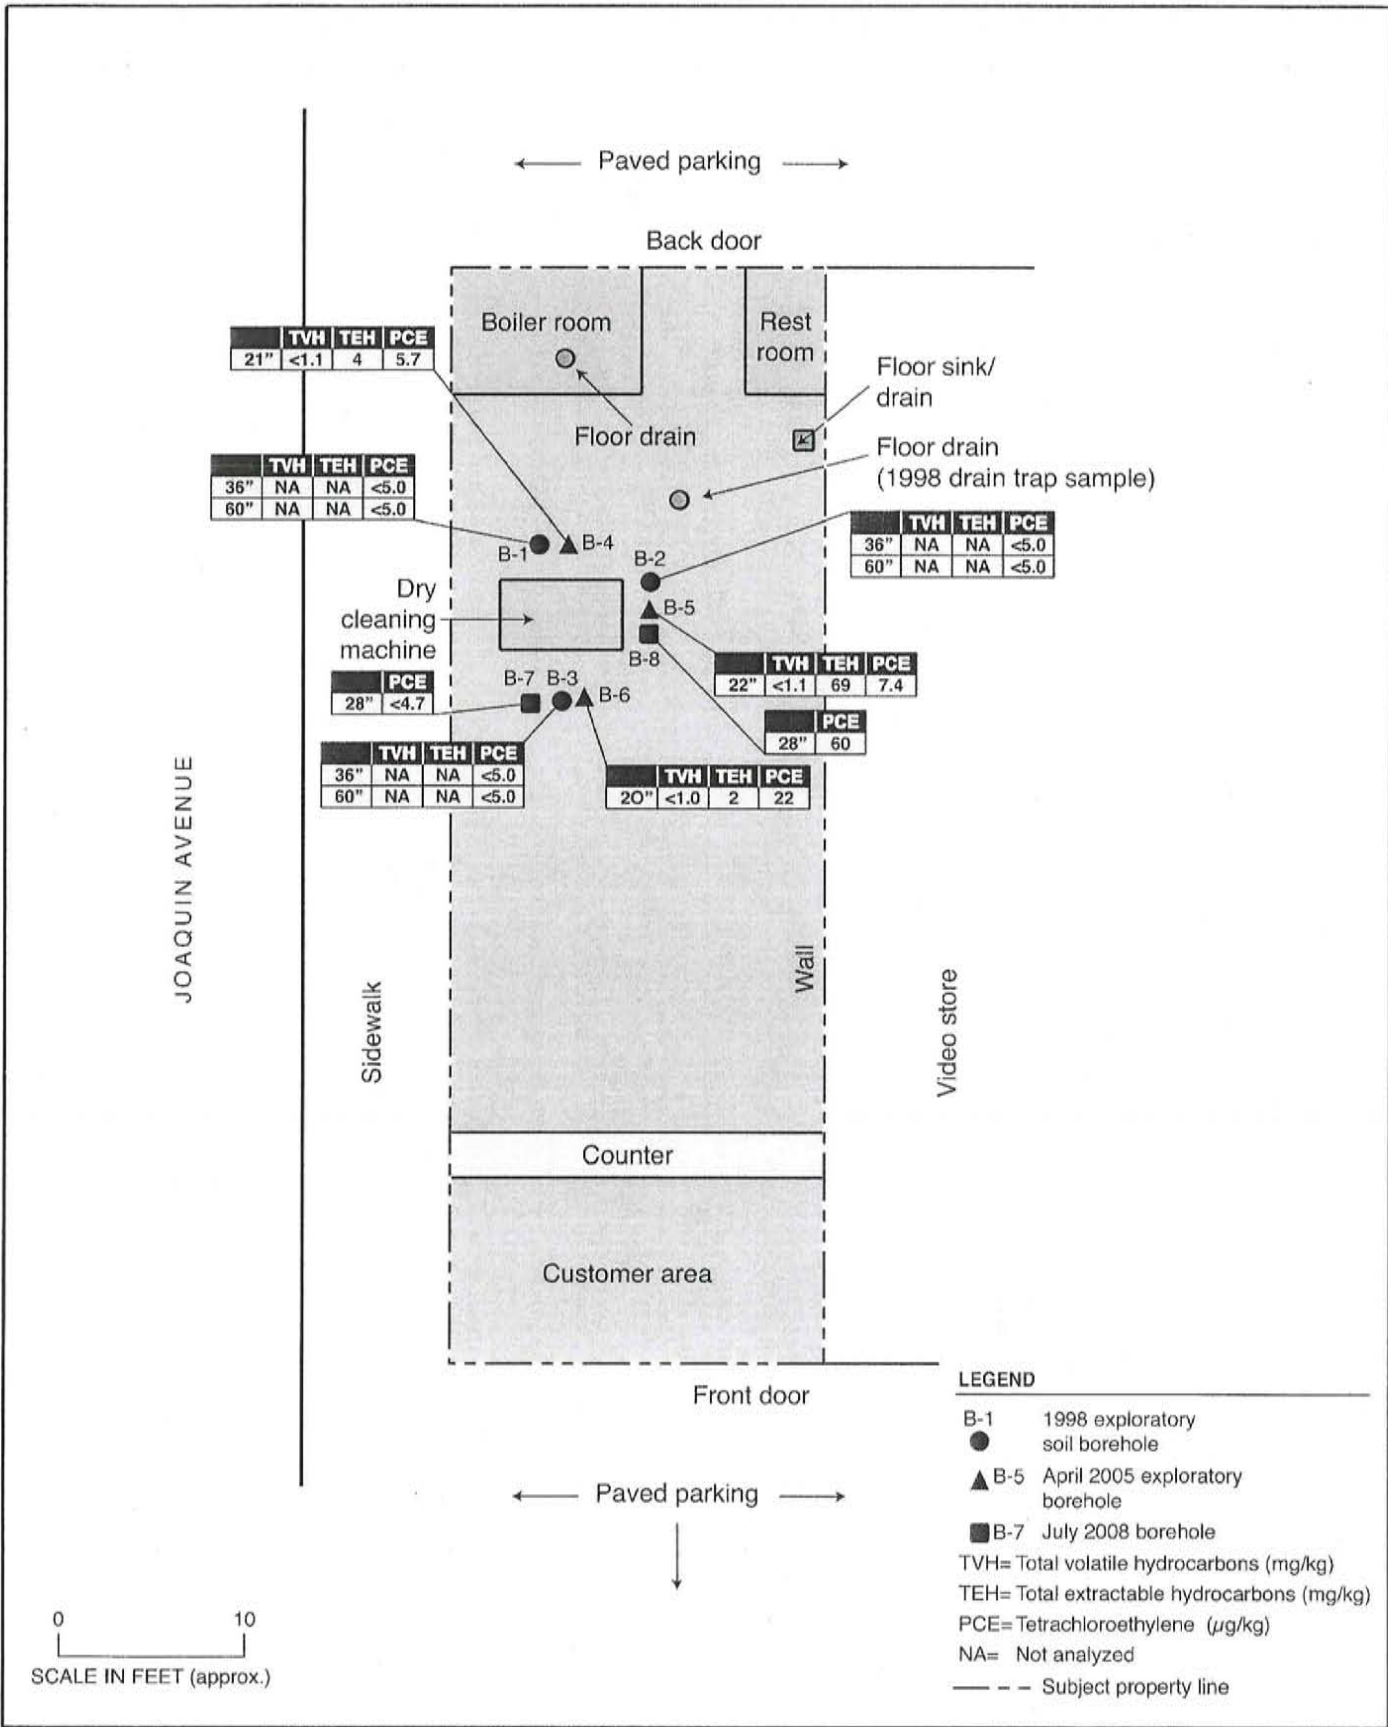 Paved parking
Back door
Boiler room
Rest
room
TVH TEH PCE
21" <1.1 4 5.7
Floor sink/
drain
Floor drain
Floor drain
(1998 drain trap sample)
TVH TEH PCE
36" NA NA <5.0
60" NA NA <5.0
TVH TEH PCE
36" NA NA <5.0
60" NA NA <5.0
B-1
B-4
B-2
Dry
cleaning
machine
B-5
B-8
TVH TEH PCE
22" <1.1 69 7.4
PCE
28" <4.7
B-7 B-3
B-6
PCE
28" 60
TVH TEH PCE
36" NA NA <5.0
60" NA NA <5.0
TVH TEH PCE
20" <1.0 2 22
JOAQUIN AVENUE
Sidewalk
Wall
Video store
Counter
Customer area
Front door
Paved parking
LEGEND
B-1 1998 exploratory
soil borehole
B-5 April 2005 exploratory
borehole
B-7 July 2008 borehole
TVH= Total volatile hydrocarbons (mg/kg)
TEH= Total extractable hydrocarbons (mg/kg)
PCE= Tetrachloroethylene (µg/kg)
NA= Not analyzed
Subject property line
0 10
SCALE IN FEET (approx.)